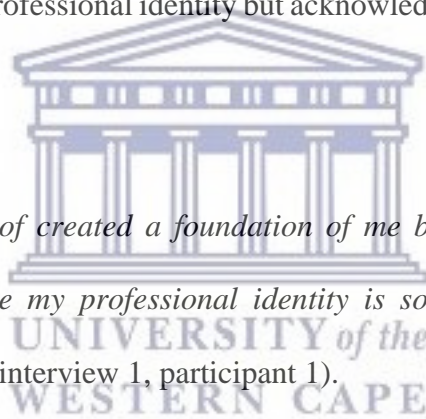 rofessional identity but acknowled
of created a foundation of me b
e my professional identity is so
UNIVERSITY of the
interview 1, participant 1).
WESTERN CAPE